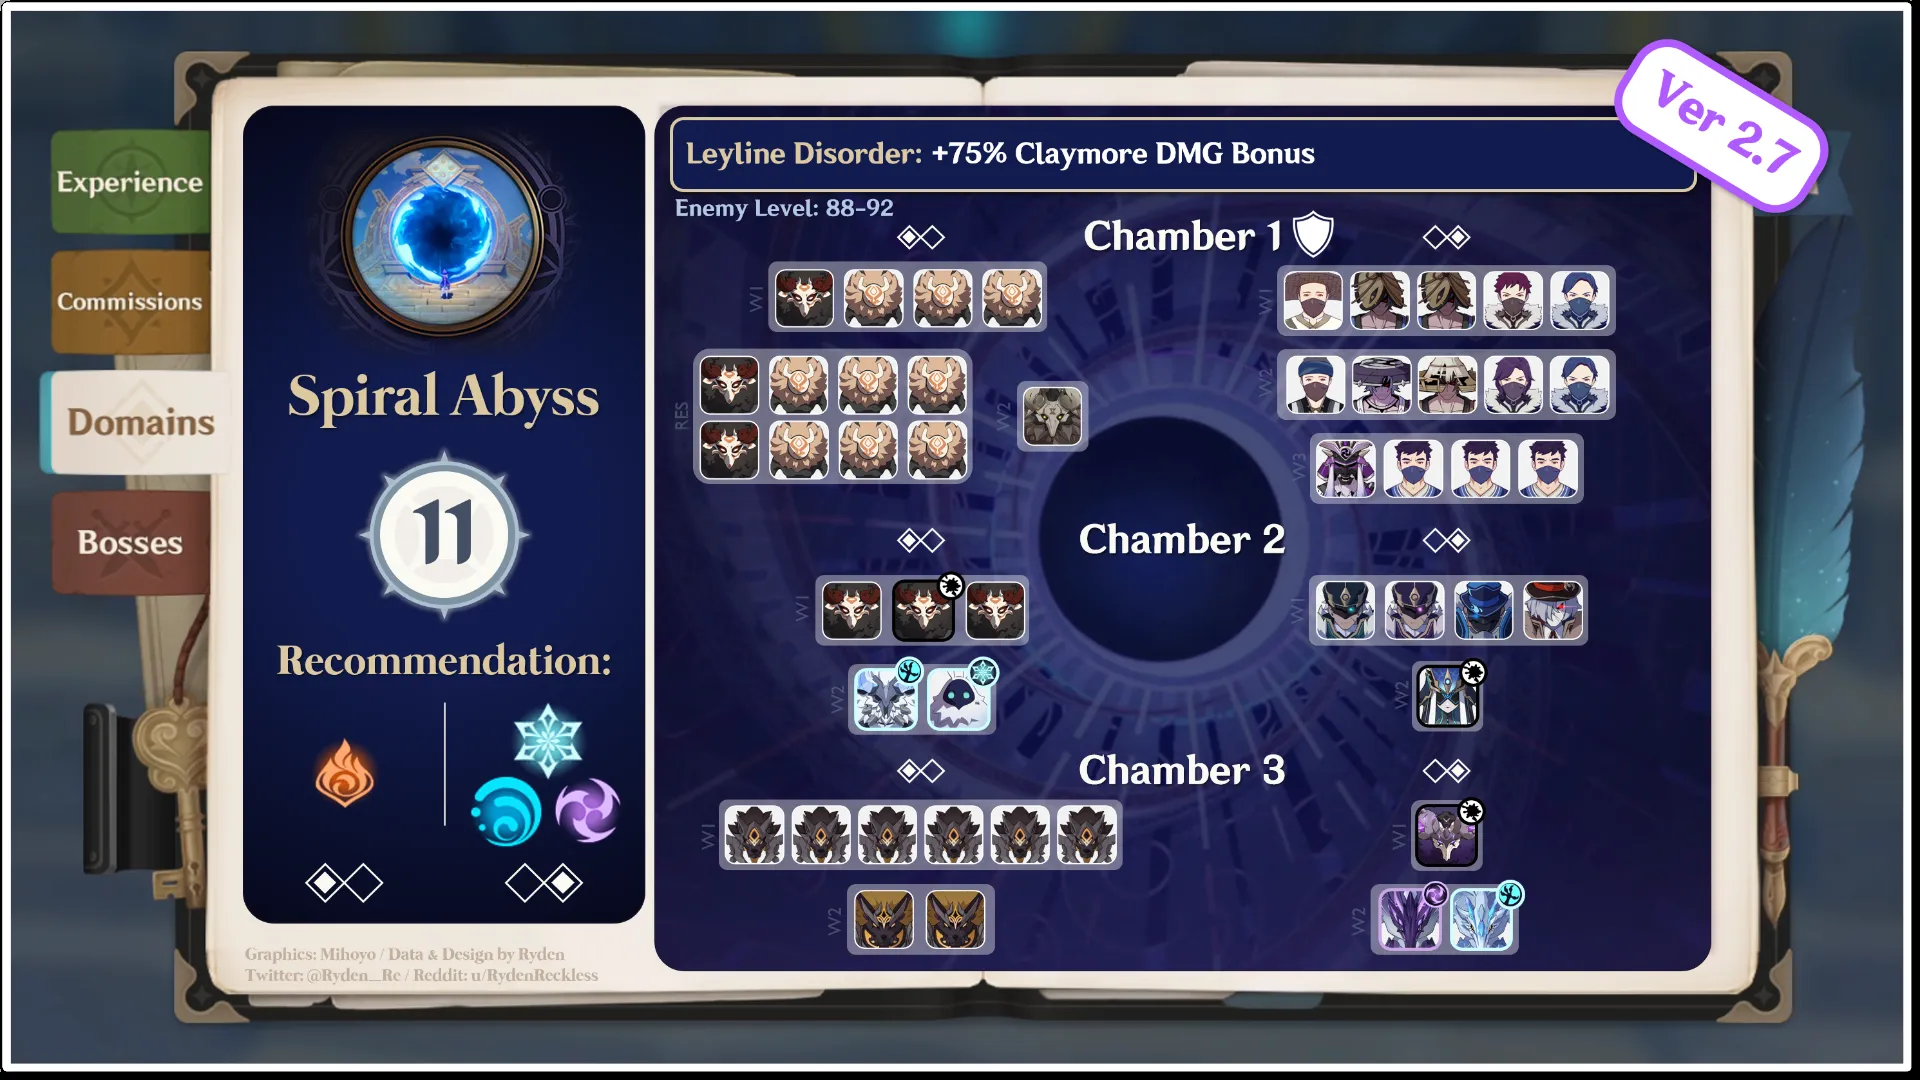 Ver 2.7
Experience
Commissions
Domains
Bosses
Spiral Abyss
11
Recommendation:
Graphics: Mihoyo / Data & Design by Ryden
Twitter: @Ryden_Re / Reddit: u/RydenReckless
Leyline Disorder: +75% Claymore DMG Bonus
Enemy Level: 88-92
Chamber 1
W1
W1
RES
W2
W2
W3
Chamber 2
W1
W1
W2
W2
Chamber 3
W1
W1
W2
W2